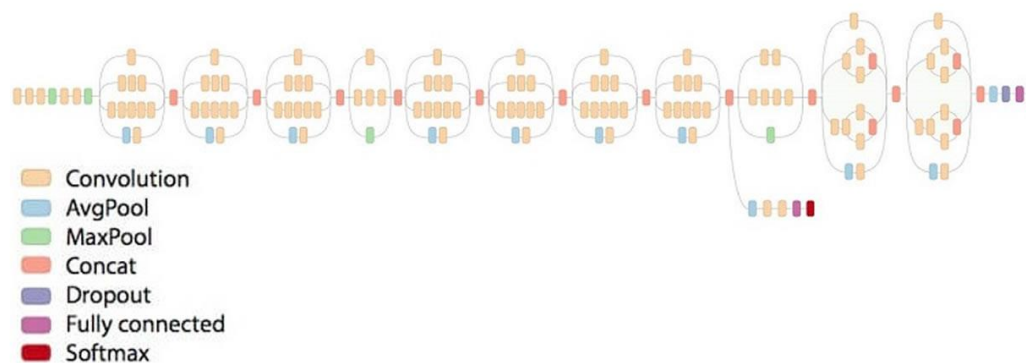 Convolution
AvgPool
MaxPool
Concat
Dropout
Fully connected
Softmax